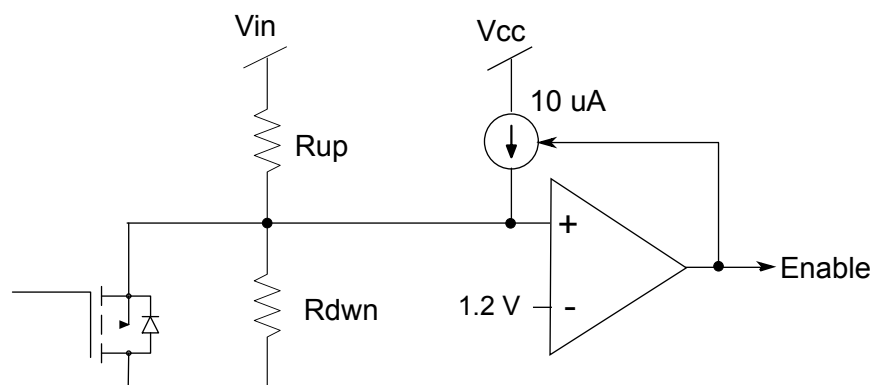 Vin
Vcc
10 uA
Rup
+
Enable
Rdwn
1.2 V
-